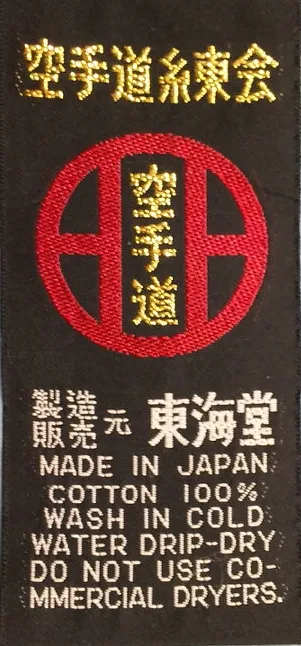 空手道糸東会
空手道
製造販売元 東海堂
MADE IN JAPAN
COTTON 100%
WASH IN COLD
WATER DRIP-DRY
DO NOT USE CO-
MMERCIAL DRYERS.